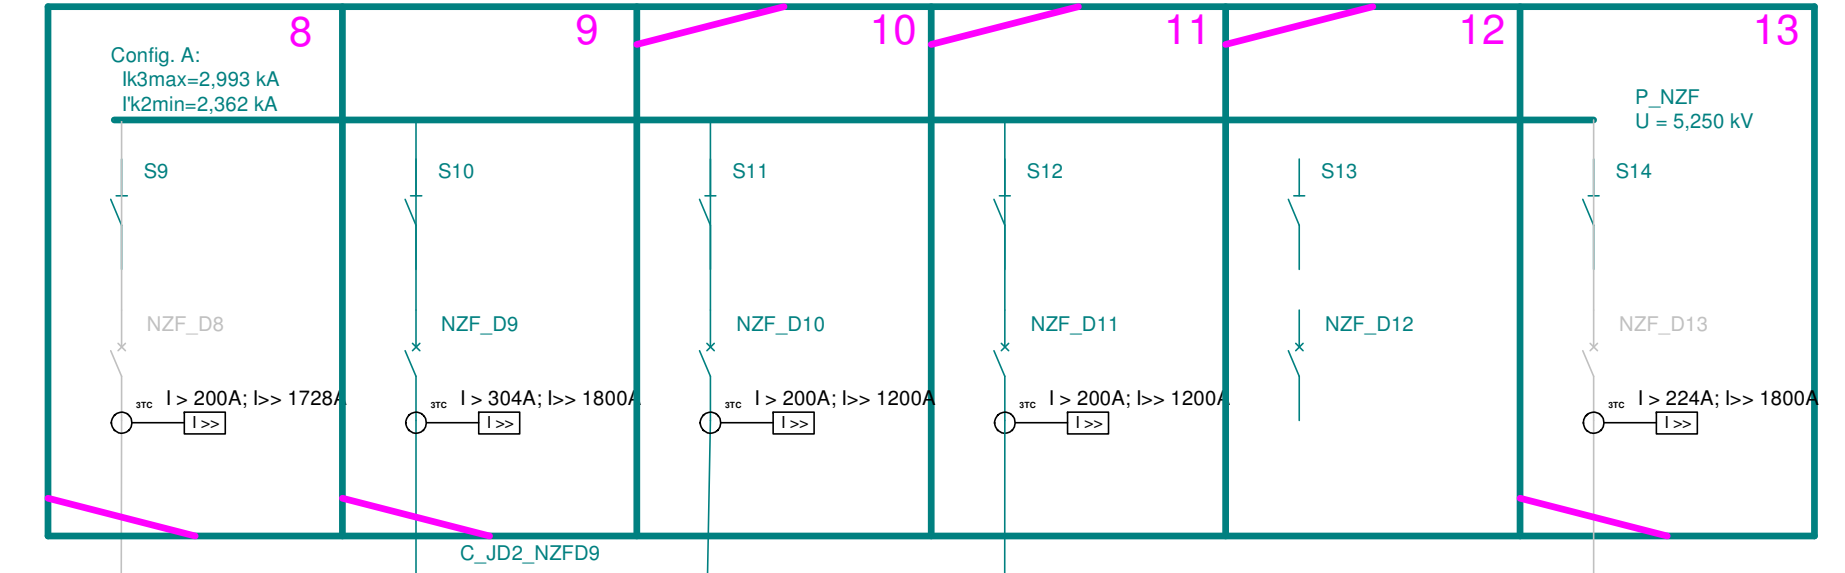 8
9
10
11
12
13
Config. A:
Ik3max=2,993 kA
I'k2min=2,362 kA
P_NZF
U = 5,250 kV
S9
S10
S11
S12
S13
S14
NZF_D8
NZF_D9
NZF_D10
NZF_D11
NZF_D12
NZF_D13
3TC I > 200A; I>> 1728A
I >>
3TC I > 304A; I>> 1800A
I >>
3TC I > 200A; I>> 1200A
I >>
3TC I > 200A; I>> 1200A
I >>
3TC I > 224A; I>> 1800A
I >>
C_JD2_NZFD9